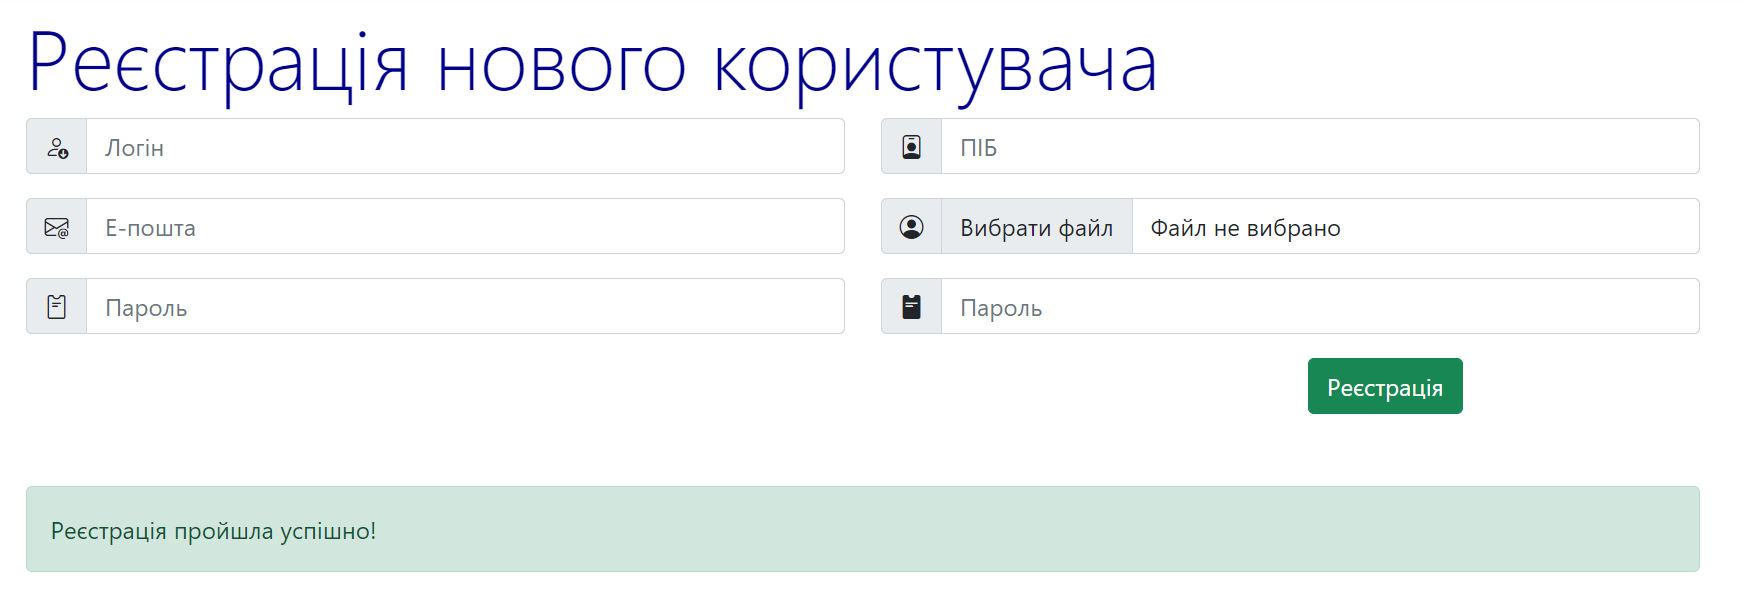 Реєстрація нового користувача
Логін
ПІБ
Е-пошта
Вибрати файл Файл не вибрано
Пароль
Пароль
Реєстрація
Реєстрація пройшла успішно!